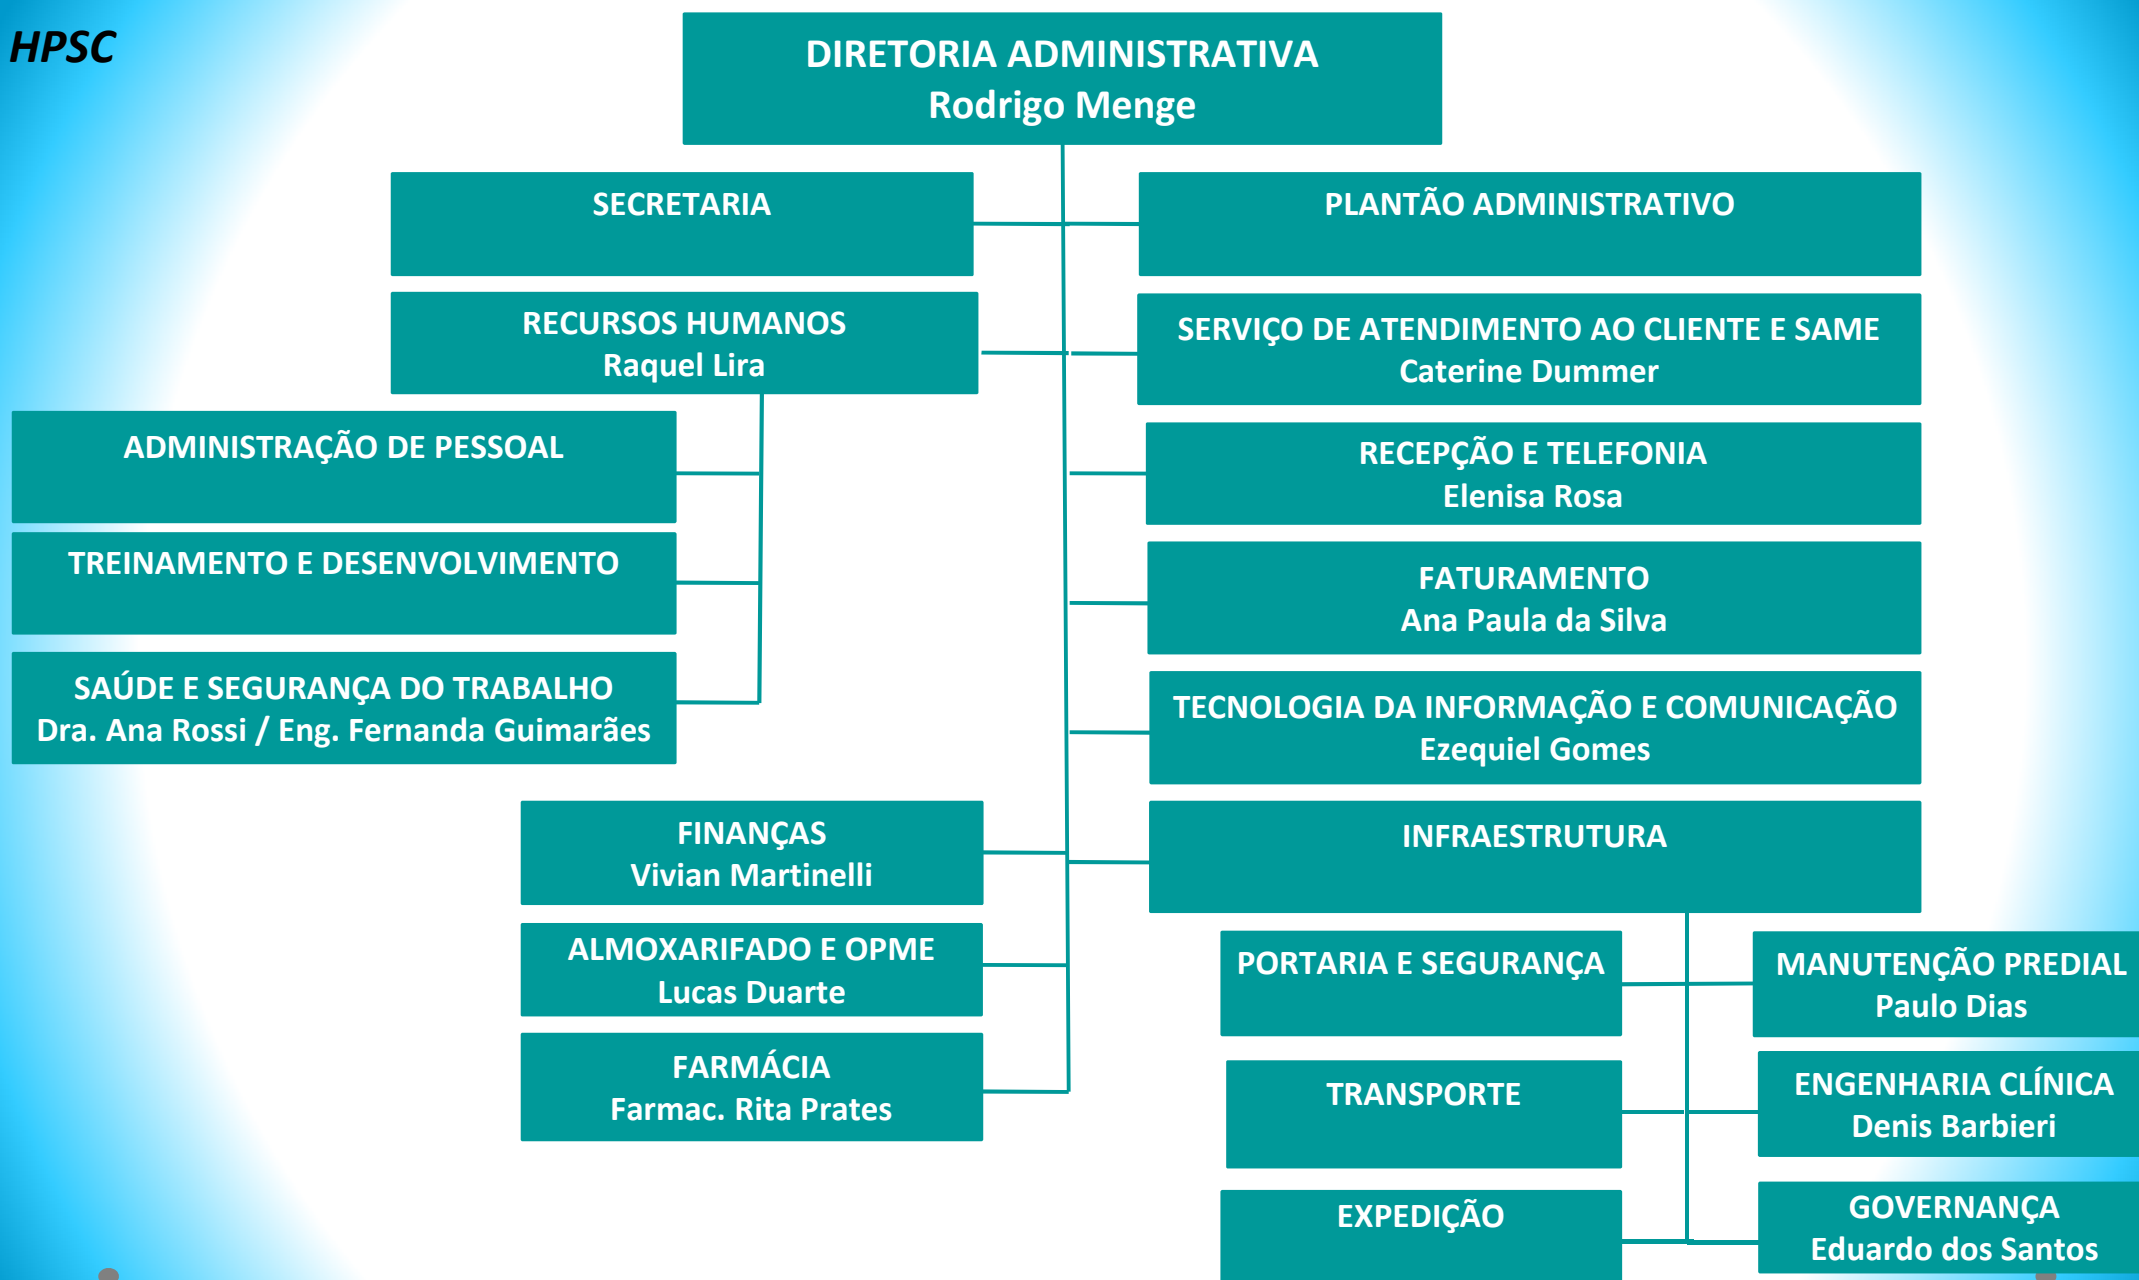 HPSC
DIRETORIA ADMINISTRATIVA
Rodrigo Menge
SECRETARIA
PLANTÃO ADMINISTRATIVO
RECURSOS HUMANOS
Raquel Lira
SERVIÇO DE ATENDIMENTO AO CLIENTE E SAME
Caterine Dummer
ADMINISTRAÇÃO DE PESSOAL
RECEPÇÃO E TELEFONIA
Elenisa Rosa
TREINAMENTO E DESENVOLVIMENTO
FATURAMENTO
Ana Paula da Silva
SAÚDE E SEGURANÇA DO TRABALHO
Dra. Ana Rossi / Eng. Fernanda Guimarães
TECNOLOGIA DA INFORMAÇÃO E COMUNICAÇÃO
Ezequiel Gomes
FINANÇAS
Vivian Martinelli
INFRAESTRUTURA
ALMOXARIFADO E OPME
Lucas Duarte
PORTARIA E SEGURANÇA
MANUTENÇÃO PREDIAL
Paulo Dias
FARMÁCIA
Farmac. Rita Prates
TRANSPORTE
ENGENHARIA CLÍNICA
Denis Barbieri
EXPEDIÇÃO
GOVERNANÇA
Eduardo dos Santos